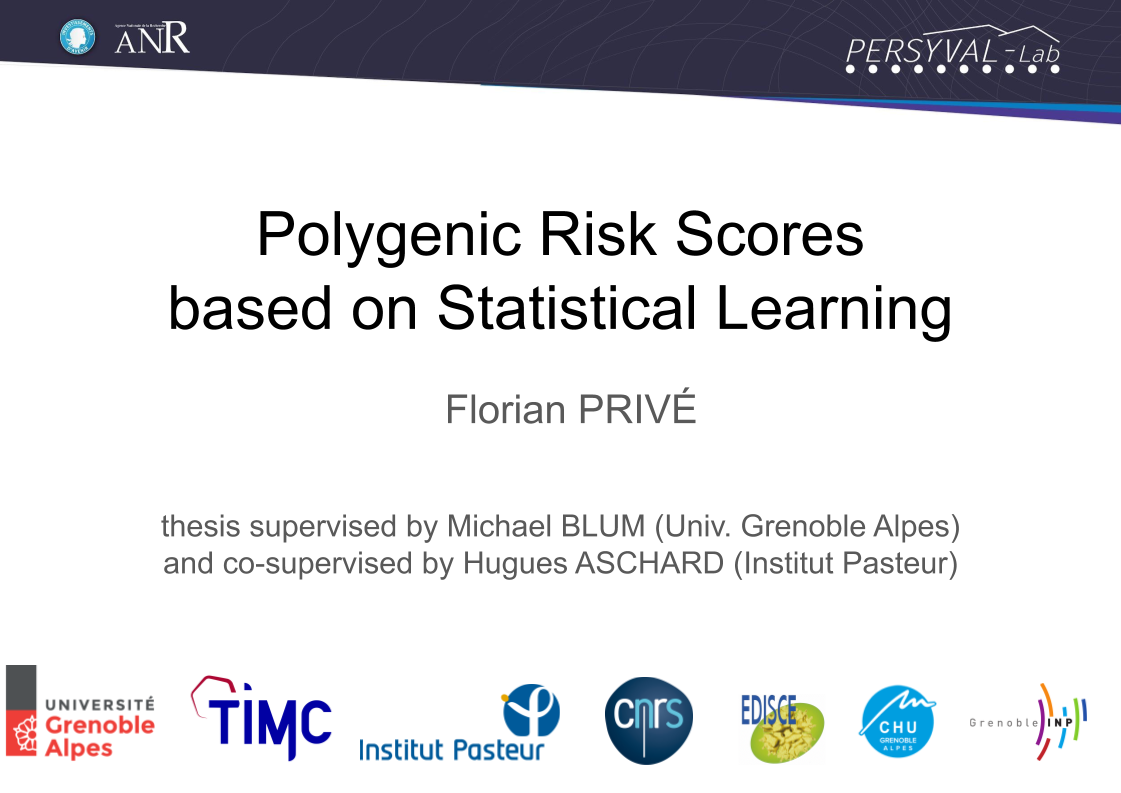 Agence Nationale de la Recherche
ANR
PERSYVAL-Lab
Polygenic Risk Scores
based on Statistical Learning
Florian PRIVÉ
thesis supervised by Michael BLUM (Univ. Grenoble Alpes)
and co-supervised by Hugues ASCHARD (Institut Pasteur)
UNIVERSITÉ
Grenoble
Alpes
TIMC
Institut Pasteur
cnrs
EDISCE
CHU
GRENOBLE
ALPES
Grenoble INP